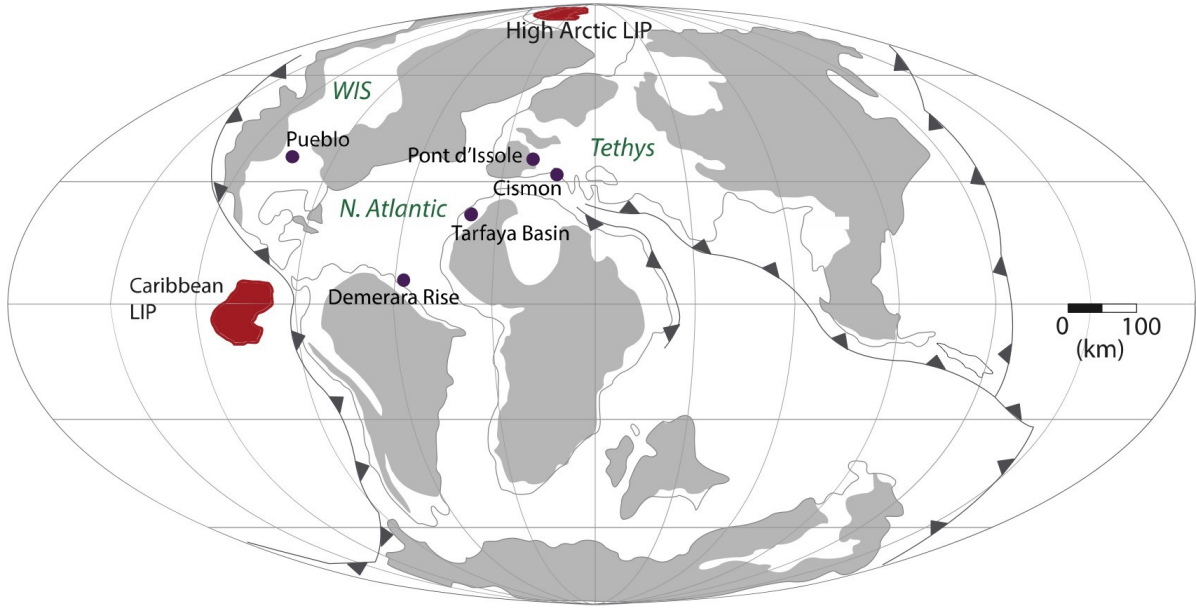 High Arctic LIP
WIS
Pueblo
Pont d'Issole
Tethys
Cismon
N. Atlantic
Tarfaya Basin
Caribbean
LIP
Demerara Rise
0 100
(km)